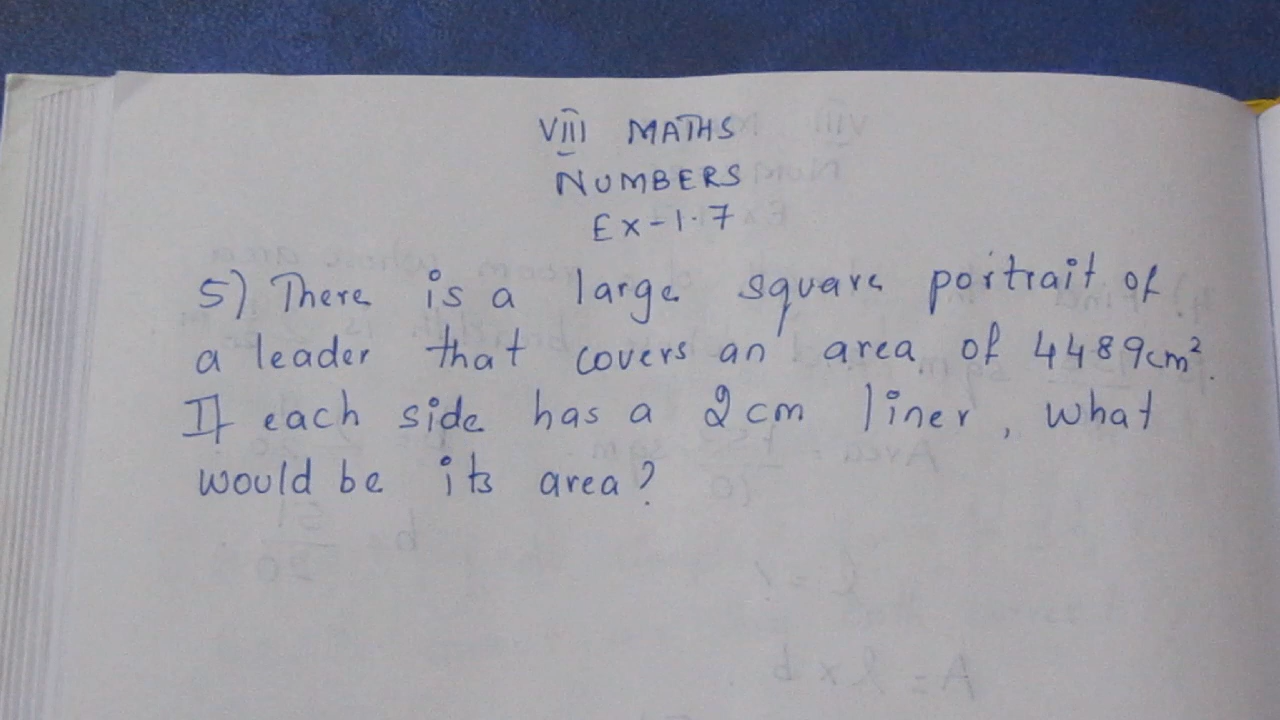 VIII MATHS
NUMBERS
Ex-1.7
5) There is a large square portrait of
a leader that covers an area of 4489cm².
If each side has a 2cm liner, what
would be its area?